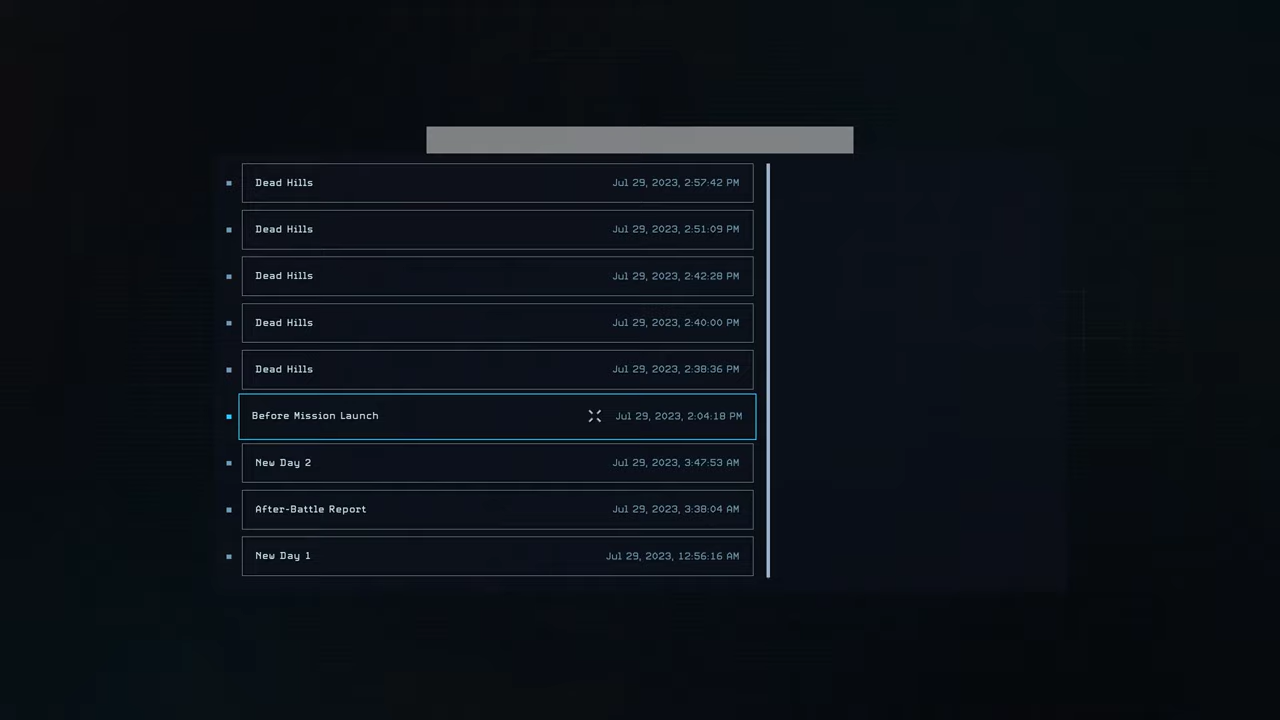 Dead Hills Jul 29, 2023, 2:57:42 PM
Dead Hills Jul 29, 2023, 2:51:09 PM
Dead Hills Jul 29, 2023, 2:42:28 PM
Dead Hills Jul 29, 2023, 2:40:00 PM
Dead Hills Jul 29, 2023, 2:38:36 PM
Before Mission Launch Jul 29, 2023, 2:04:18 PM
New Day 2 Jul 29, 2023, 3:47:53 AM
After-Battle Report Jul 29, 2023, 3:38:04 AM
New Day 1 Jul 29, 2023, 12:56:16 AM